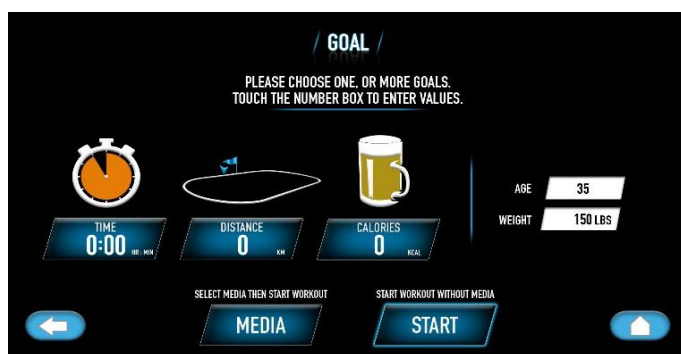 GOAL
PLEASE CHOOSE ONE, OR MORE GOALS.
TOUCH THE NUMBER BOX TO ENTER VALUES.
TIME
0:00 HR: MIN
DISTANCE
0 KM
CALORIES
0 KCAL
AGE 35
WEIGHT 150 LBS
SELECT MEDIA THEN START WORKOUT
MEDIA
START WORKOUT WITHOUT MEDIA
START